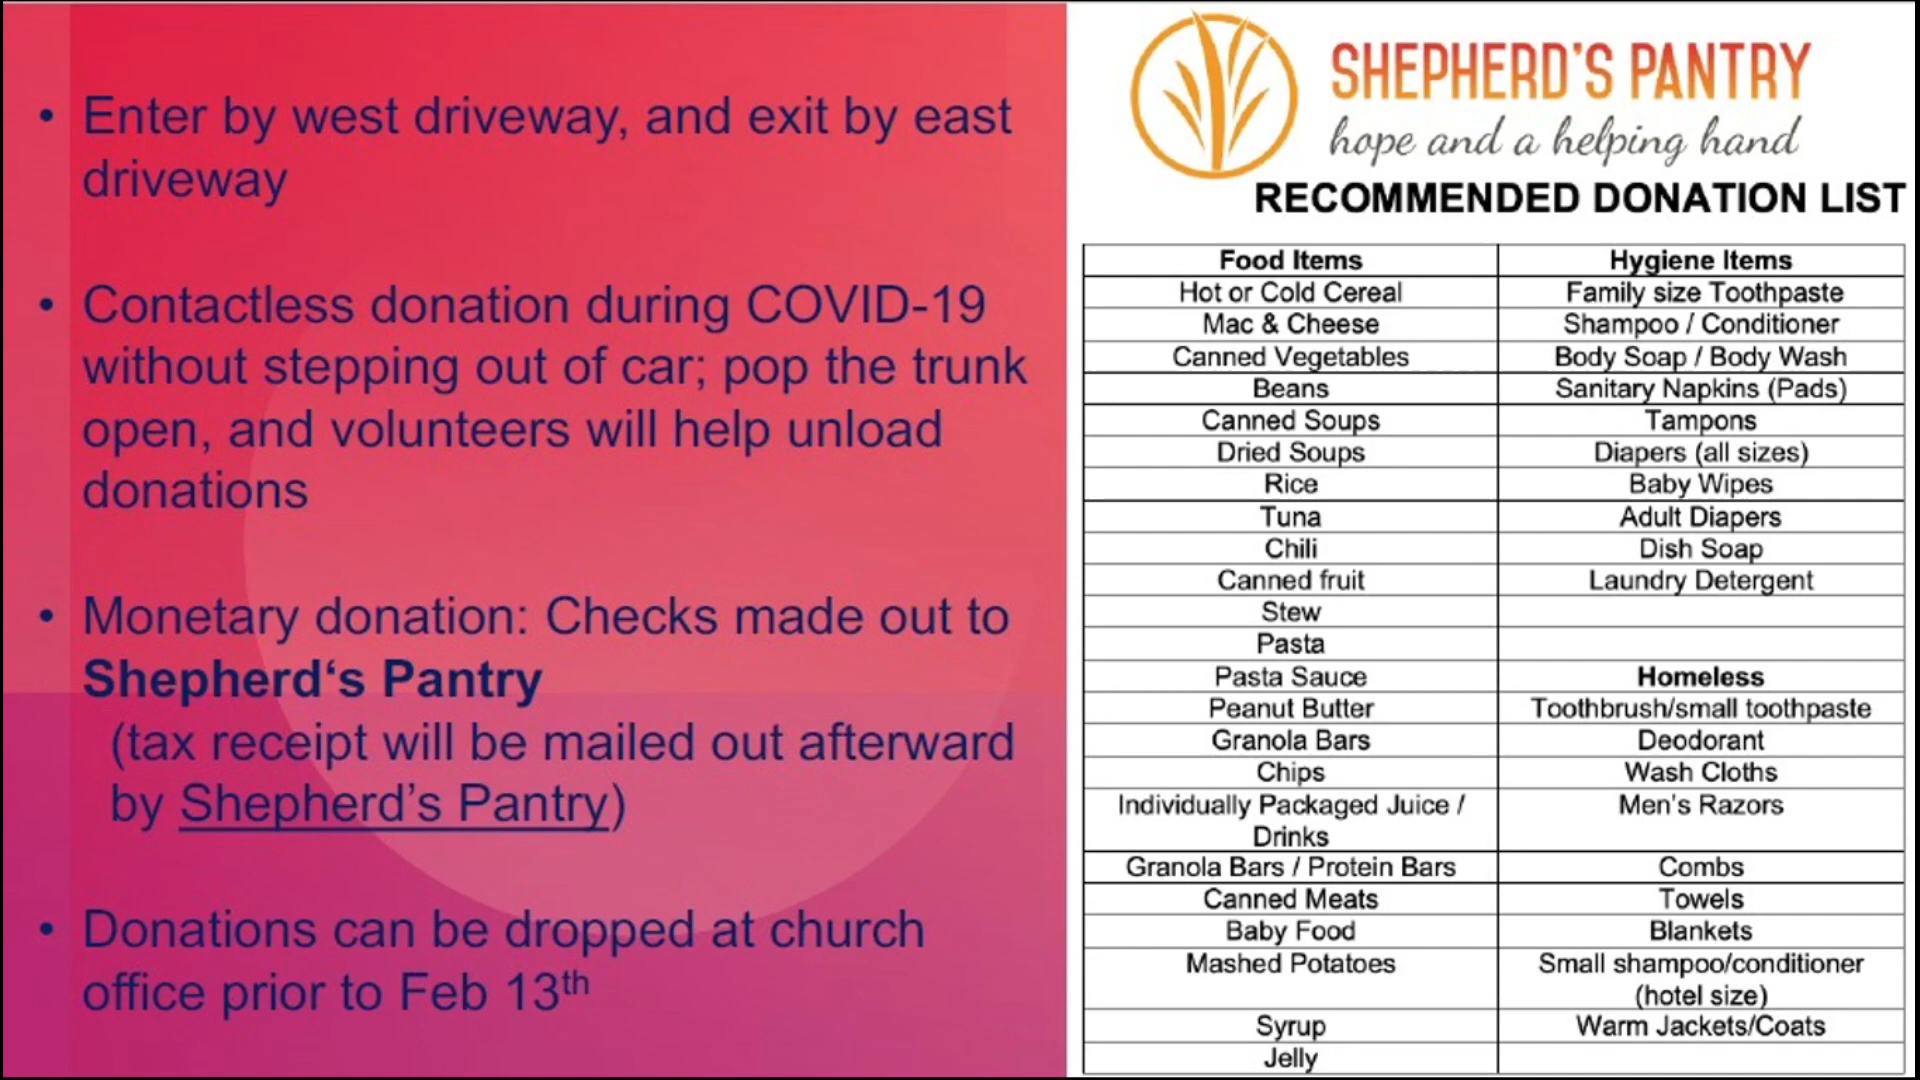 • Enter by west driveway, and exit by east
driveway
• Contactless donation during COVID-19
without stepping out of car; pop the trunk
open, and volunteers will help unload
donations
• Monetary donation: Checks made out to
Shepherd‘s Pantry
(tax receipt will be mailed out afterward
by Shepherd’s Pantry)
• Donations can be dropped at church
office prior to Feb 13th
SHEPHERD'S PANTRY
hope and a helping hand
RECOMMENDED DONATION LIST
Food Items Hygiene Items
Hot or Cold Cereal Family size Toothpaste
Mac & Cheese Shampoo / Conditioner
Canned Vegetables Body Soap / Body Wash
Beans Sanitary Napkins (Pads)
Canned Soups Tampons
Dried Soups Diapers (all sizes)
Rice Baby Wipes
Tuna Adult Diapers
Chili Dish Soap
Canned fruit Laundry Detergent
Stew
Pasta
Pasta Sauce Homeless
Peanut Butter Toothbrush/small toothpaste
Granola Bars Deodorant
Chips Wash Cloths
Individually Packaged Juice / Men's Razors
Drinks
Granola Bars / Protein Bars Combs
Canned Meats Towels
Baby Food Blankets
Mashed Potatoes Small shampoo/conditioner
(hotel size)
Syrup Warm Jackets/Coats
Jelly